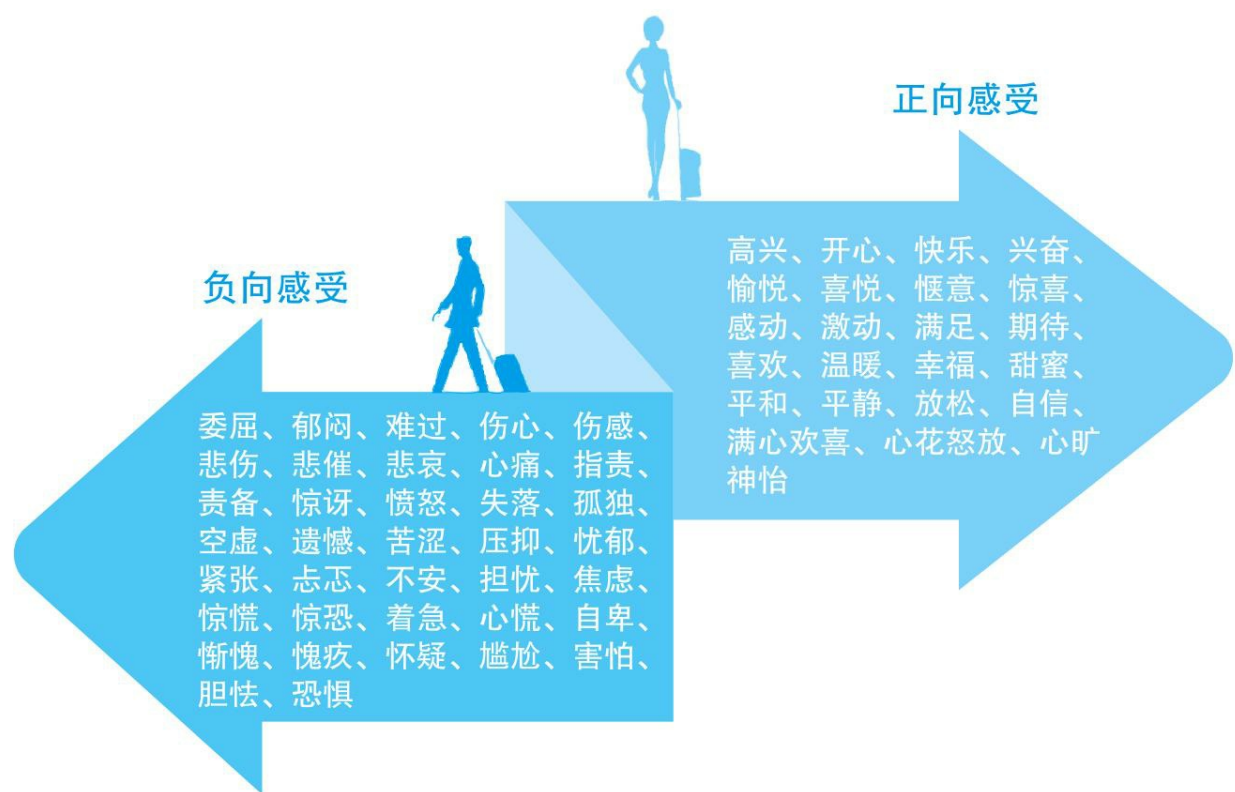 正向感受
高兴、开心、快乐、兴奋、
愉悦、喜悦、惬意、惊喜、
感动、激动、满足、期待、
喜欢、温暖、幸福、甜蜜、
平和、平静、放松、自信、
满心欢喜、心花怒放、心旷
神怡
负向感受
委屈、郁闷、难过、伤心、伤感、
悲伤、悲催、悲哀、心痛、指责、
责备、惊讶、愤怒、失落、孤独、
空虚、遗憾、苦涩、压抑、忧郁、
紧张、忐忑、不安、担忧、焦虑、
惊慌、惊恐、着急、心慌、自卑、
惭愧、愧疚、怀疑、尴尬、害怕、
胆怯、恐惧